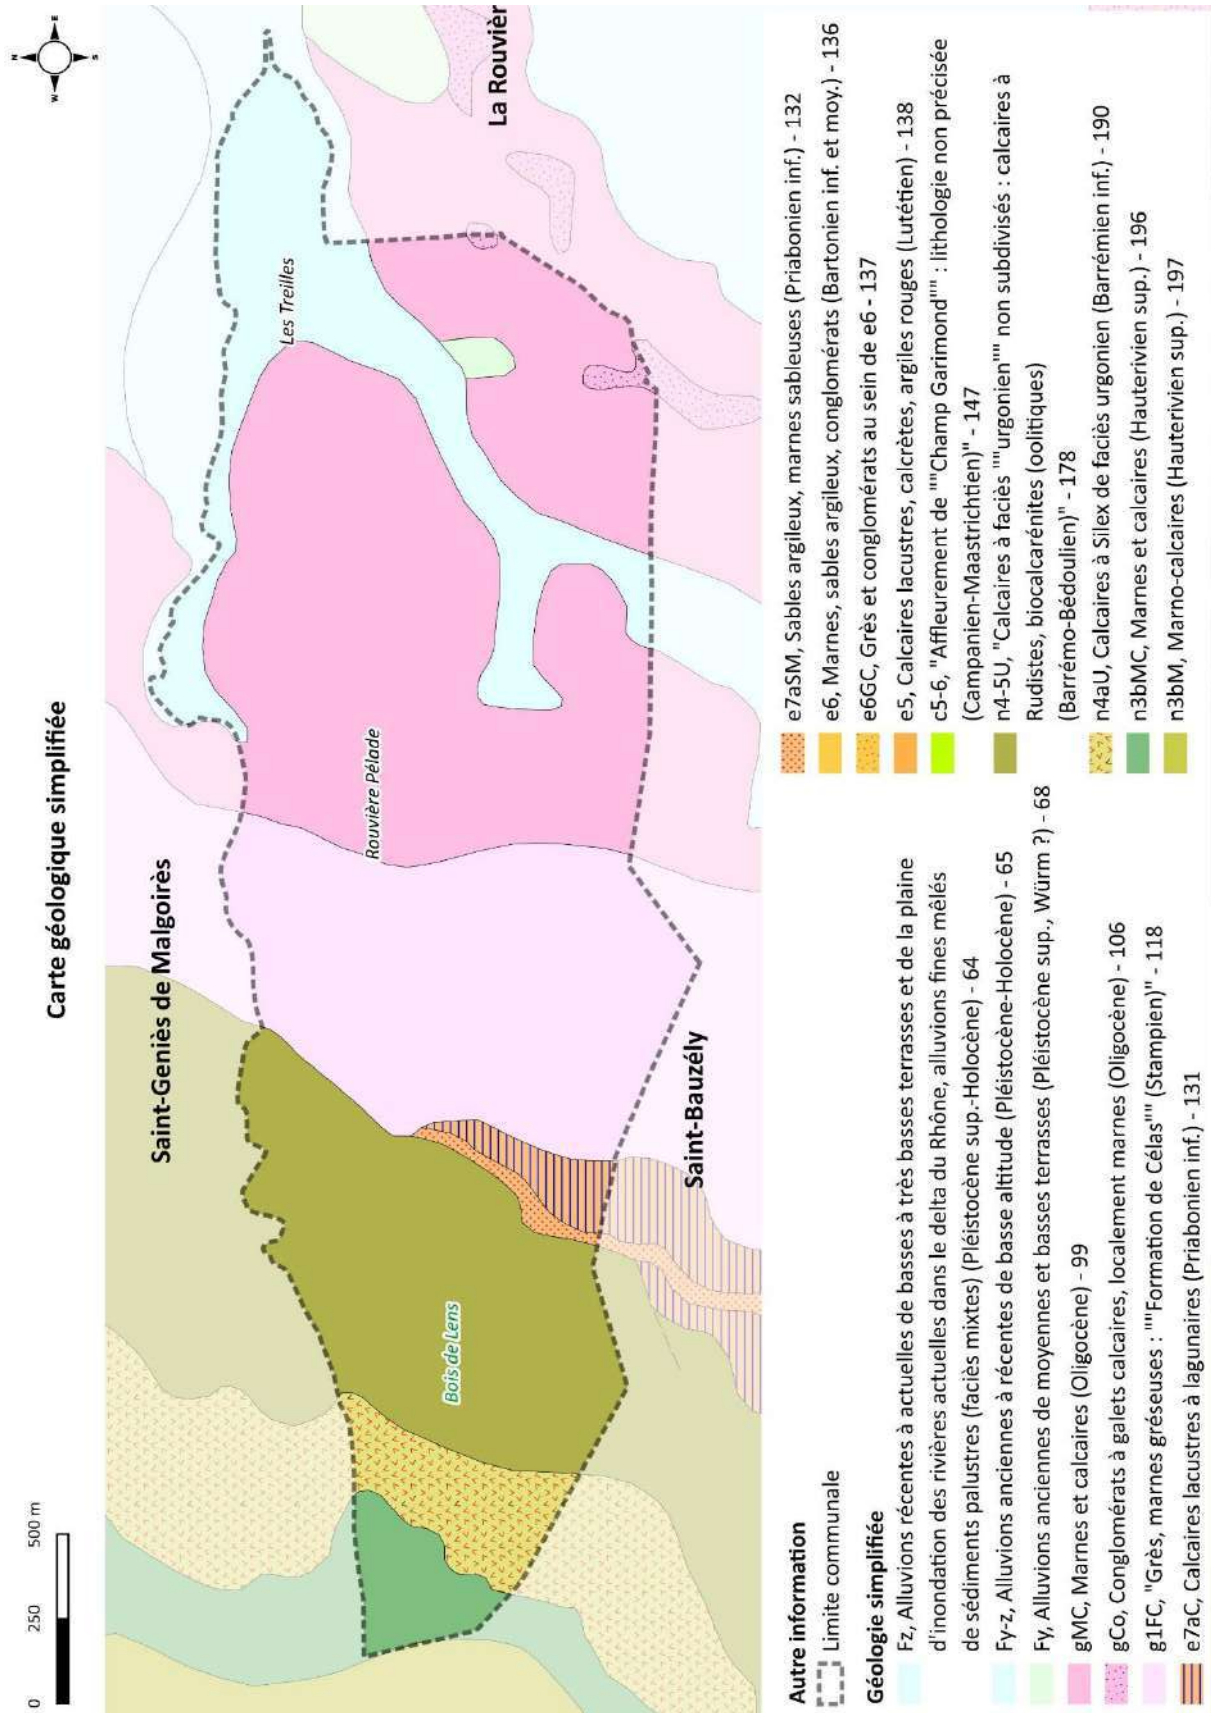 Carte géologique simplifiée
N
W
E
S
0 250 500 m
Saint-Geniès de Malgoirès
La Rouvièr
Les Treilles
Rouvière Pélade
Bois de Lens
Saint-Bauzély
Autre information
Limite communale
Géologie simplifiée
Fz, Alluvions récentes à actuelles de basses à très basses terrasses et de la plaine
d'inondation des rivières actuelles dans le delta du Rhône, alluvions fines mêlés
de sédiments palustres (faciès mixtes) (Pléistocène sup.-Holocène) - 64
Fy-z, Alluvions anciennes à récentes de basse altitude (Pléistocène-Holocène) - 65
Fy, Alluvions anciennes de moyennes et basses terrasses (Pléistocène sup., Würm ?) - 68
gMC, Marnes et calcaires (Oligocène) - 99
gCo, Conglomérats à galets calcaires, localement marnes (Oligocène) - 106
g1FC, "Grès, marnes gréseuses : ""Formation de Célas"" (Stampien)" - 118
e7aC, Calcaires lacustres à lagunaires (Priabonien inf.) - 131
e7aSM, Sables argileux, marnes sableuses (Priabonien inf.) - 132
e6, Marnes, sables argileux, conglomérats (Bartonien inf. et moy.) - 136
e6GC, Grès et conglomérats au sein de e6 - 137
e5, Calcaires lacustres, calcrètes, argiles rouges (Lutétien) - 138
c5-6, "Affleurement de ""Champ Garimond"" : lithologie non précisée
(Campanien-Maastrichtien)" - 147
n4-5U, "Calcaires à faciès ""urgonien"" non subdivisés : calcaires à
Rudistes, biocalcarénites (oolitiques)
(Barrémo-Bédoulien)" - 178
n4aU, Calcaires à Silex de faciès urgonien (Barrémien inf.) - 190
n3bMC, Marnes et calcaires (Hauterivien sup.) - 196
n3bM, Marno-calcaires (Hauterivien sup.) - 197